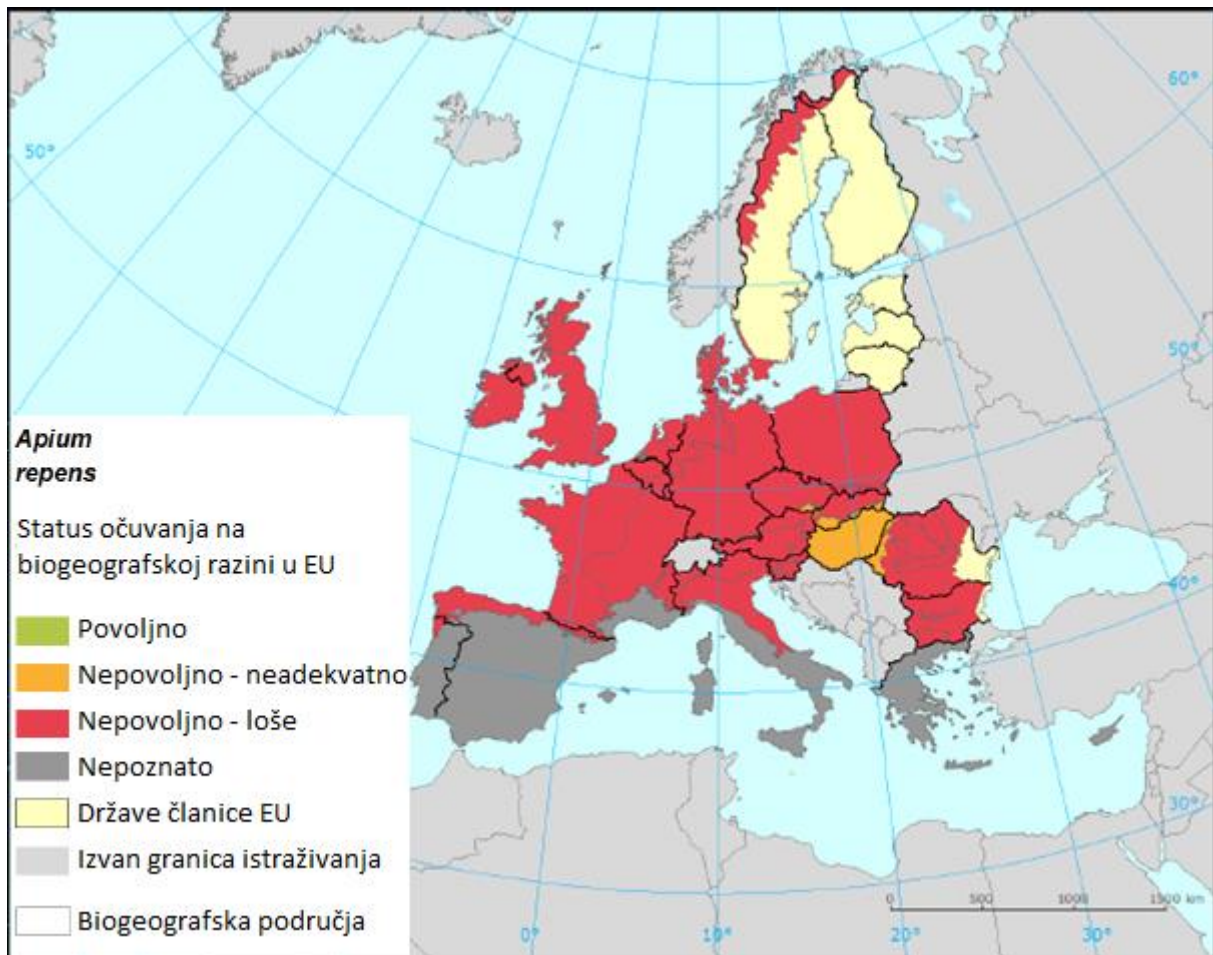 60°
50°
50°
Apium
repens
Status očuvanja na
biogeografskoj razini u EU
Povoljno
Nepovoljno - neadekvatno
40°
Nepovoljno - loše
Nepoznato
Države članice EU
30°
Izvan granica istraživanja
0 500 1000 1500 km
Biogeografska područja
0° 10° 20° 30°